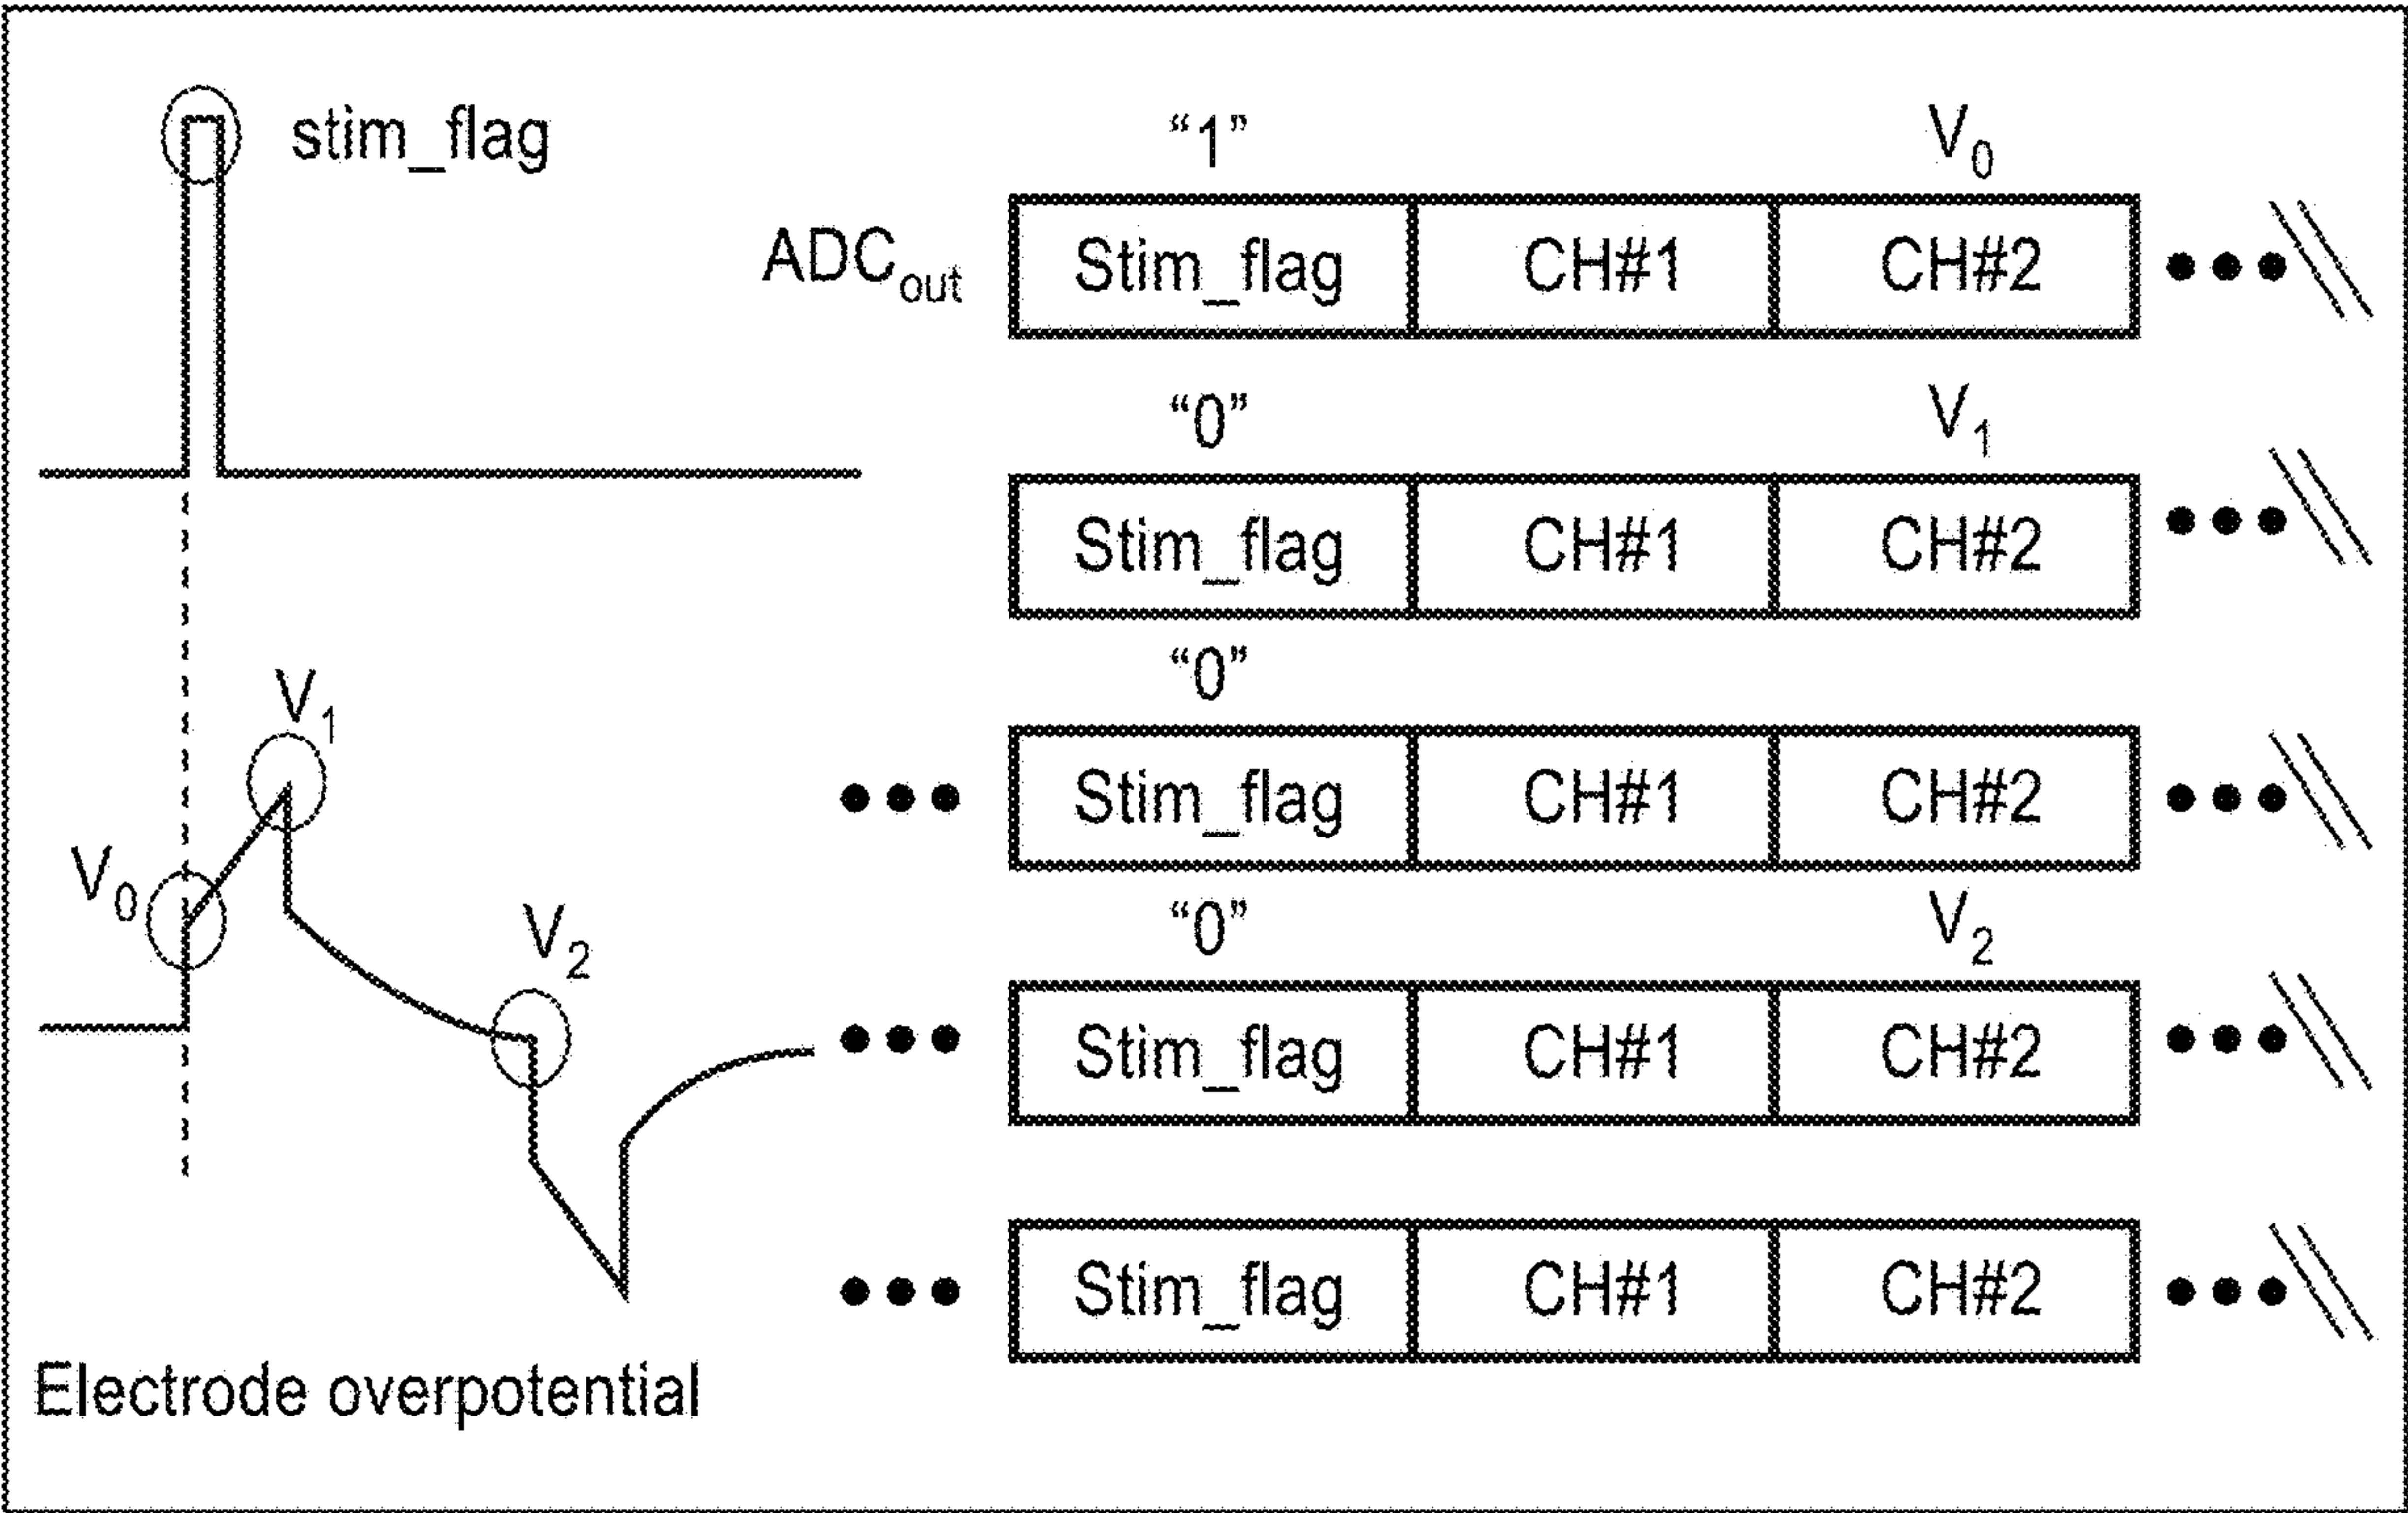 stim_flag
“1” V₀
ADCout Stim_flag CH#1 CH#2
“0” V₁
Stim_flag CH#1 CH#2
“0”
V₁
Stim_flag CH#1 CH#2
V₀
“0” V₂
V₂
Stim_flag CH#1 CH#2
Stim_flag CH#1 CH#2
Electrode overpotential